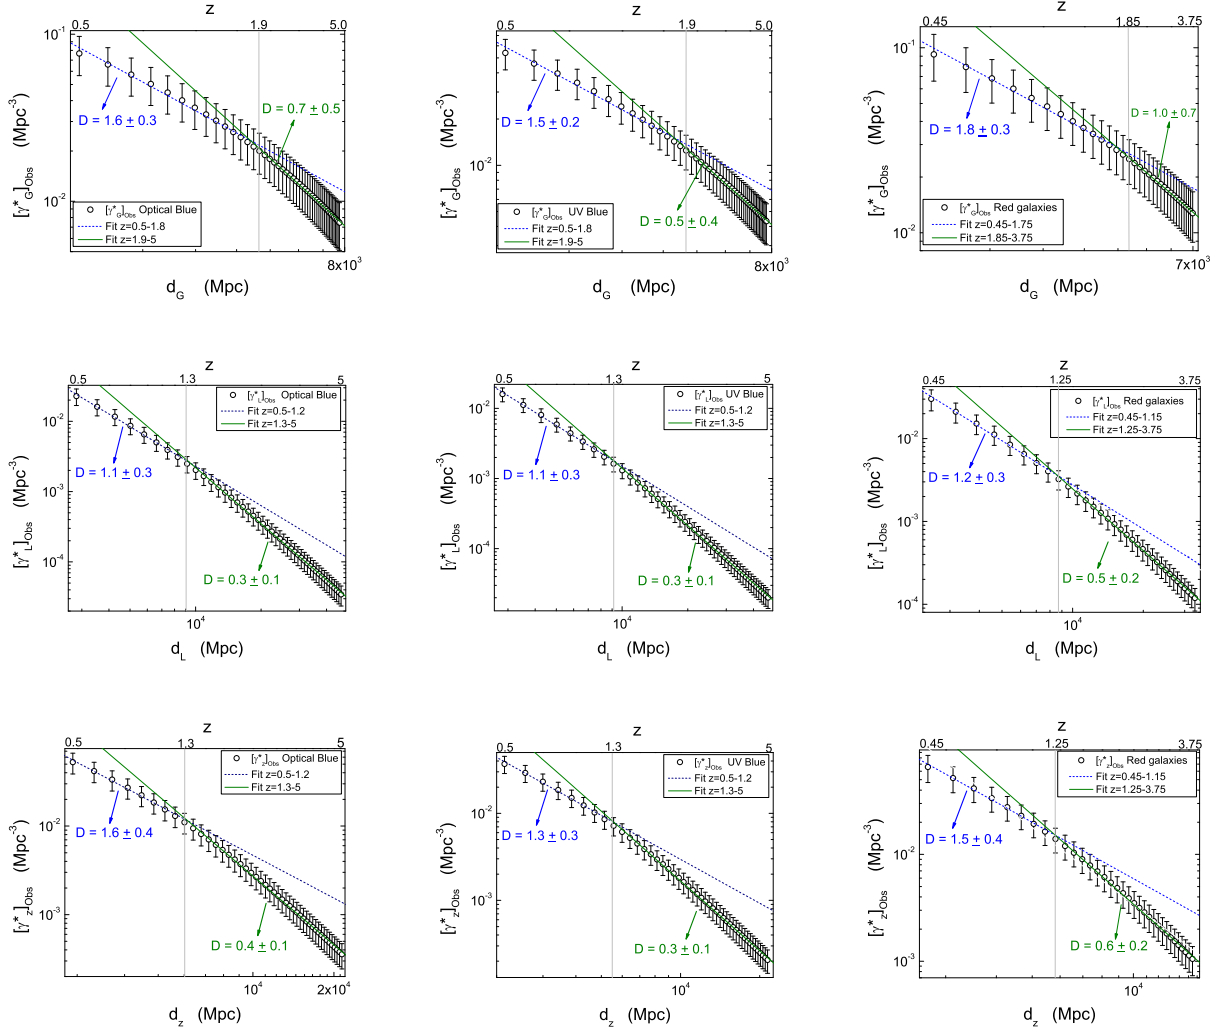 z
0.5 1.9 5.0
10^-1
10^-2
[γ*_G]_Obs (Mpc^-3)
D = 1.6 ± 0.3
D = 0.7 ± 0.5
[γ*_G]_Obs Optical Blue
Fit z=0.5-1.8
Fit z=1.9-5
8x10^3
d_G (Mpc)
z
0.5 1.9 5.0
10^-2
[γ*_G]_Obs (Mpc^-3)
D = 1.5 ± 0.2
D = 0.5 ± 0.4
[γ*_G]_Obs UV Blue
Fit z=0.5-1.8
Fit z=1.9-5
8x10^3
d_G (Mpc)
z
0.45 1.85 3.75
10^-1
10^-2
[γ*_G]_Obs (Mpc^-3)
D = 1.8 ± 0.3
D = 1.0 ± 0.7
[γ*_G]_Obs Red galaxies
Fit z=0.45-1.75
Fit z=1.85-3.75
7x10^3
d_G (Mpc)
z
0.5 1.3 5
10^-2
10^-3
10^-4
[γ*_L]_Obs (Mpc^-3)
[γ*_L]_Obs Optical Blue
Fit z=0.5-1.2
Fit z=1.3-5
D = 1.1 ± 0.3
D = 0.3 ± 0.1
10^4
d_L (Mpc)
z
0.5 1.3 5
10^-2
10^-3
10^-4
[γ*_L]_Obs (Mpc^-3)
[γ*_L]_Obs UV Blue
Fit z=0.5-1.2
Fit z=1.3-5
D = 1.1 ± 0.3
D = 0.3 ± 0.1
10^4
d_L (Mpc)
z
0.45 1.25 3.75
10^-2
10^-3
10^-4
[γ*_L]_Obs (Mpc^-3)
[γ*_L]_Obs Red galaxies
Fit z=0.45-1.15
Fit z=1.25-3.75
D = 1.2 ± 0.3
D = 0.5 ± 0.2
10^4
d_L (Mpc)
z
0.5 1.3 5
10^-2
10^-3
[γ*_z]_Obs (Mpc^-3)
[γ*_z]_Obs Optical Blue
Fit z=0.5-1.2
Fit z=1.3-5
D = 1.6 ± 0.4
D = 0.4 ± 0.1
10^4 2x10^4
d_z (Mpc)
z
0.5 1.3 5
10^-2
10^-3
[γ*_z]_Obs (Mpc^-3)
[γ*_z]_Obs UV Blue
Fit z=0.5-1.2
Fit z=1.3-5
D = 1.3 ± 0.3
D = 0.3 ± 0.1
10^4
d_z (Mpc)
z
0.45 1.25 3.75
10^-2
10^-3
[γ*_z]_Obs (Mpc^-3)
[γ*_z]_Obs Red galaxies
Fit z=0.45-1.15
Fit z=1.25-3.75
D = 1.5 ± 0.4
D = 0.6 ± 0.2
10^4
d_z (Mpc)